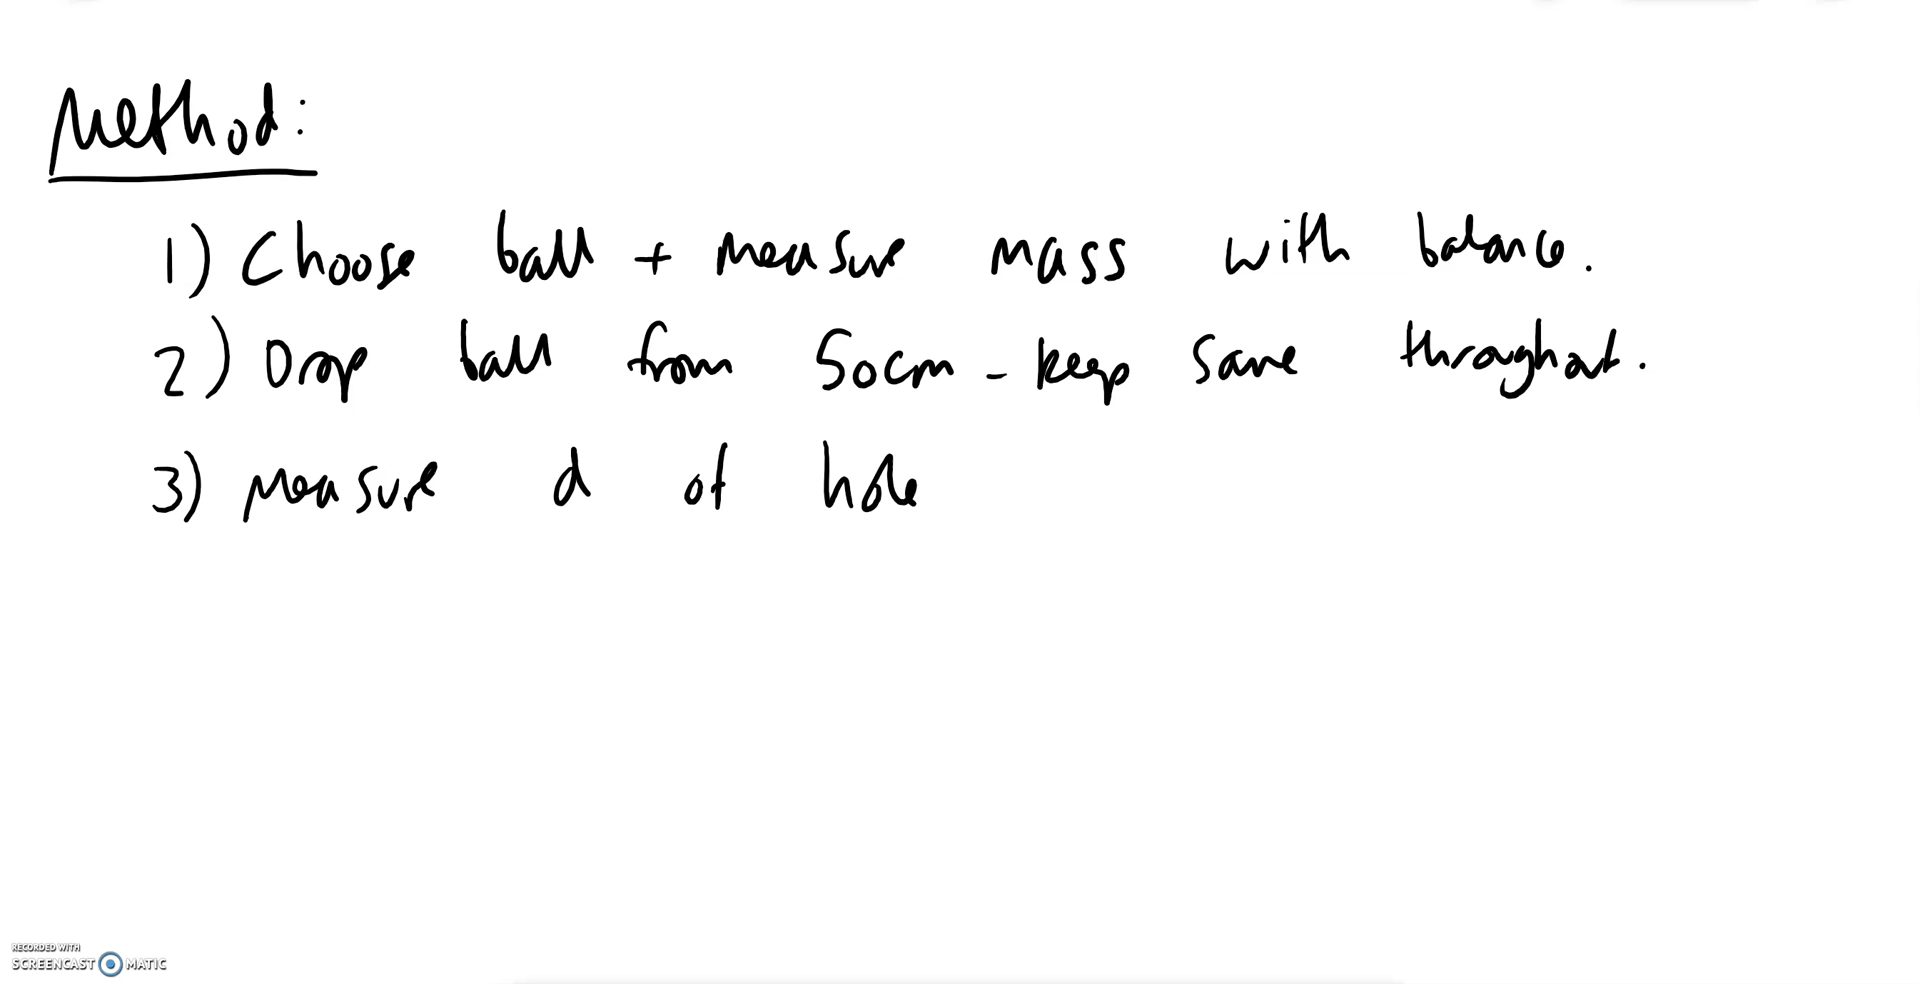 Method:
1) Choose ball + measure mass with balance.
2) Drop ball from 50cm - keep same throughout.
3) Measure d of hole
RECORDED WITH
SCREENCAST MATIC